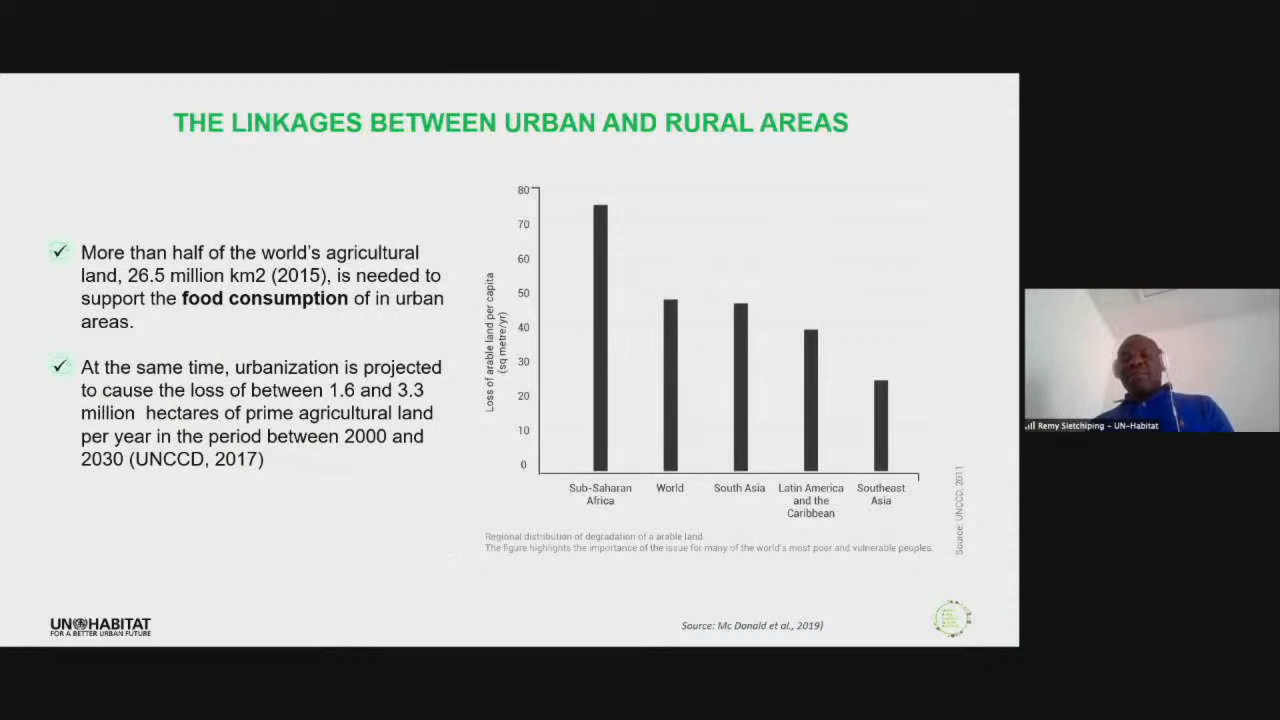 THE LINKAGES BETWEEN URBAN AND RURAL AREAS
✓ More than half of the world's agricultural
land, 26.5 million km2 (2015), is needed to
support the food consumption of in urban
areas.
✓ At the same time, urbanization is projected
to cause the loss of between 1.6 and 3.3
million hectares of prime agricultural land
per year in the period between 2000 and
2030 (UNCCD, 2017)
Loss of arable land per capita
(sq metre/yr)
80
70
60
50
40
30
20
10
0
Sub-Saharan
Africa
World
South Asia
Latin America
and the
Caribbean
Southeast
Asia
Source: UNCCD, 2011
Regional distribution of degradation of a arable land.
The figure highlights the importance of the issue for many of the world's most poor and vulnerable peoples.
UN HABITAT
FOR A BETTER URBAN FUTURE
Source: Mc Donald et al., 2019)
Remy Sietchiping - UN-Habitat